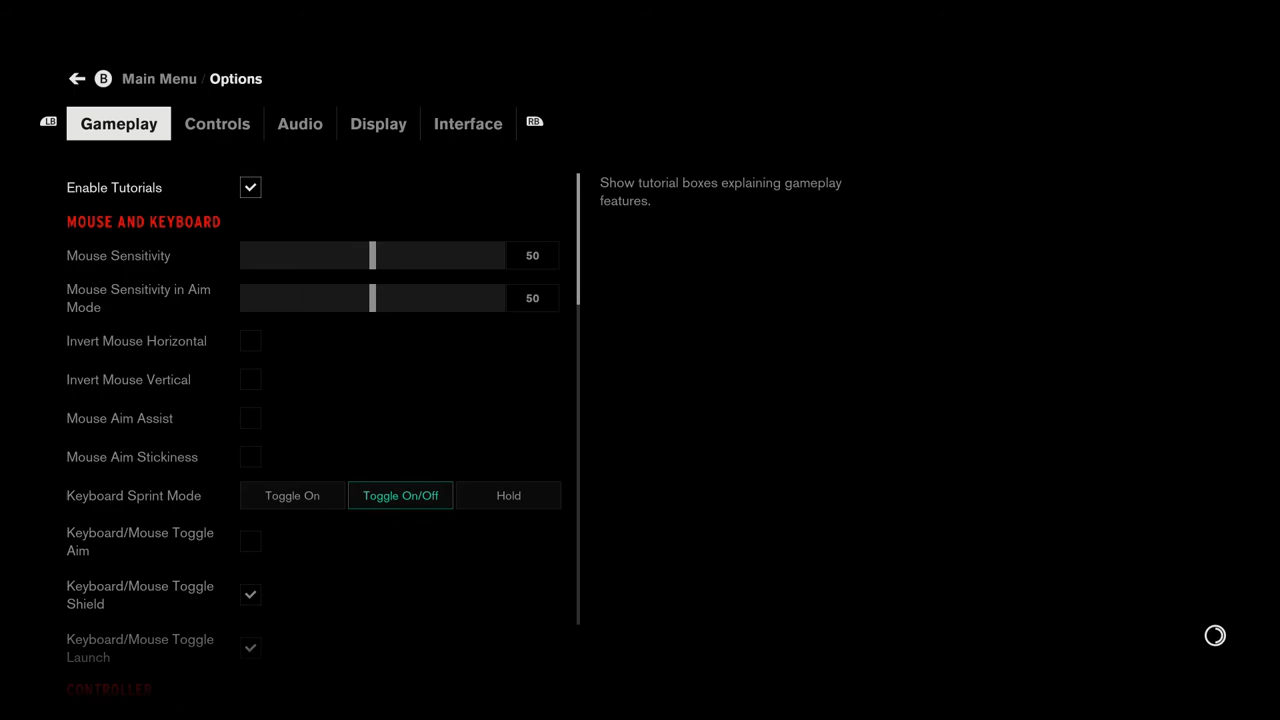 B Main Menu / Options
LB Gameplay Controls Audio Display Interface RB
Enable Tutorials
Show tutorial boxes explaining gameplay
features.
MOUSE AND KEYBOARD
Mouse Sensitivity 50
Mouse Sensitivity in Aim
Mode
50
Invert Mouse Horizontal
Invert Mouse Vertical
Mouse Aim Assist
Mouse Aim Stickiness
Keyboard Sprint Mode Toggle On Toggle On/Off Hold
Keyboard/Mouse Toggle
Aim
Keyboard/Mouse Toggle
Shield
Keyboard/Mouse Toggle
Launch
CONTROLLER